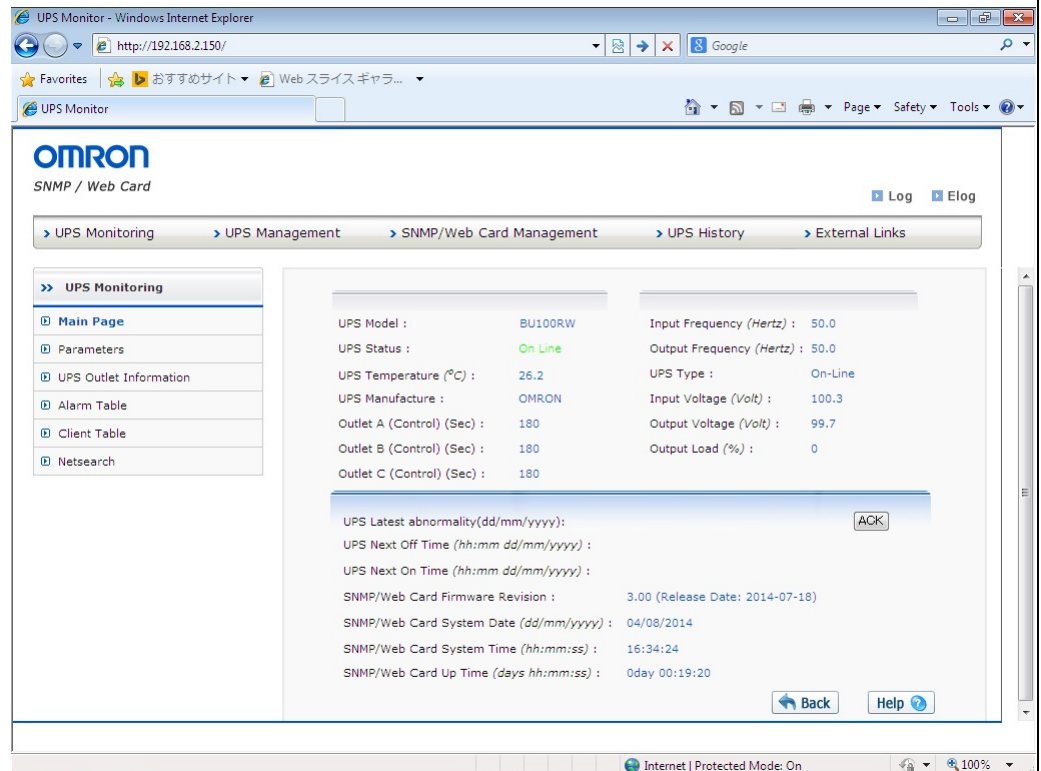 UPS Monitor - Windows Internet Explorer
http://192.168.2.150/
Google
Favorites おすすめサイト Web スライス ギャラ...
UPS Monitor
Page Safety Tools
OMRON
SNMP / Web Card
Log Elog
UPS Monitoring UPS Management SNMP/Web Card Management UPS History External Links
UPS Monitoring
Main Page
Parameters
UPS Outlet Information
Alarm Table
Client Table
Netsearch
UPS Model : BU100RW
UPS Status : On Line
UPS Temperature (°C) : 26.2
UPS Manufacture : OMRON
Outlet A (Control) (Sec) : 180
Outlet B (Control) (Sec) : 180
Outlet C (Control) (Sec) : 180
Input Frequency (Hertz) : 50.0
Output Frequency (Hertz) : 50.0
UPS Type : On-Line
Input Voltage (Volt) : 100.3
Output Voltage (Volt) : 99.7
Output Load (%) : 0
UPS Latest abnormality(dd/mm/yyyy): ACK
UPS Next Off Time (hh:mm dd/mm/yyyy) :
UPS Next On Time (hh:mm dd/mm/yyyy) :
SNMP/Web Card Firmware Revision : 3.00 (Release Date: 2014-07-18)
SNMP/Web Card System Date (dd/mm/yyyy) : 04/08/2014
SNMP/Web Card System Time (hh:mm:ss) : 16:34:24
SNMP/Web Card Up Time (days hh:mm:ss) : 0day 00:19:20
Back Help
Internet | Protected Mode: On 100%